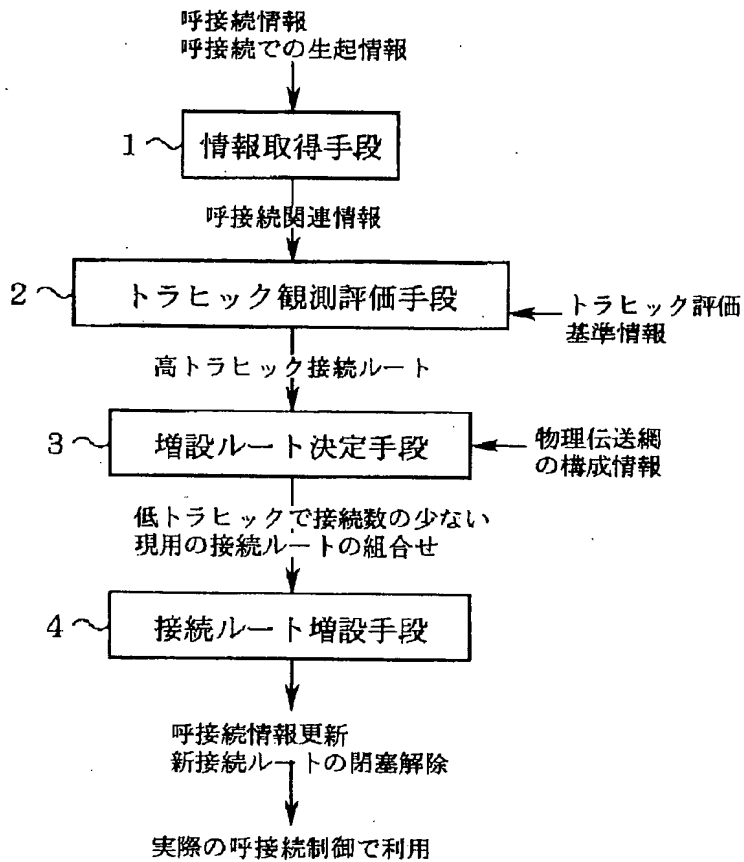 呼接続情報
呼接続での生起情報
1 情報取得手段
呼接続関連情報
2 トラヒック観測評価手段
トラヒック評価
基準情報
高トラヒック接続ルート
3 増設ルート決定手段
物理伝送網
の構成情報
低トラヒックで接続数の少ない
現用の接続ルートの組合せ
4 接続ルート増設手段
呼接続情報更新
新接続ルートの閉塞解除
実際の呼接続制御で利用